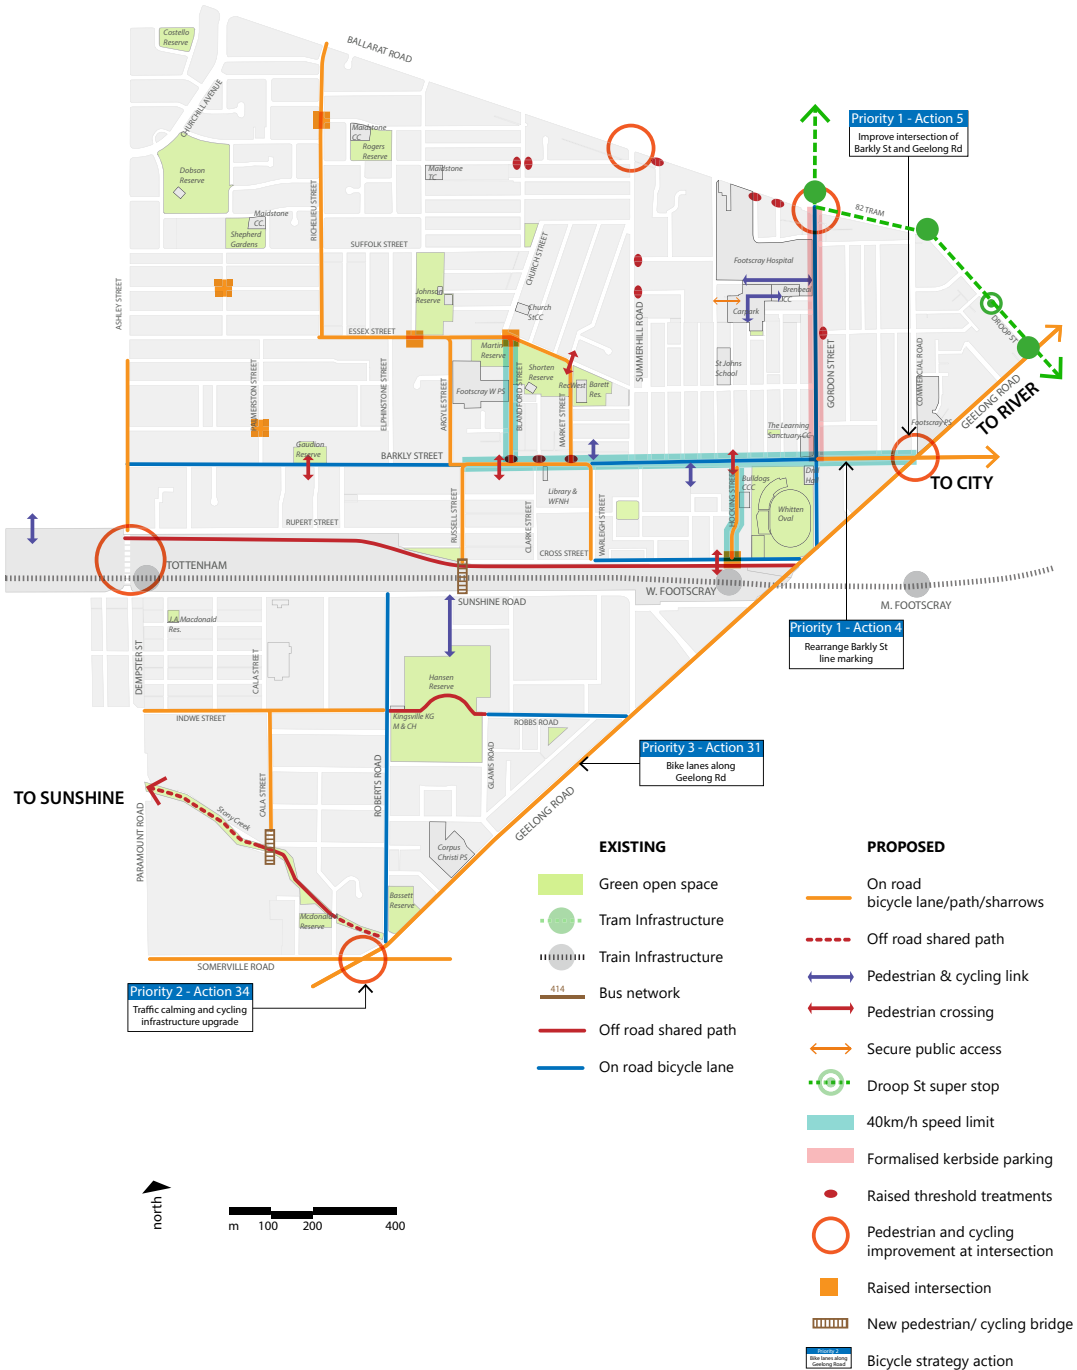 Costello
Reserve
BALLARAT ROAD
CHURCHILL AVENUE
Priority 1 - Action 5
Improve intersection of
Barkly St and Geelong Rd
Maidstone
CC
Rogers
Reserve
Maidstone
TC
Dobson
Reserve
Maidstone
CC.
Shepherd
Gardens
RICHELIEU STREET
SUFFOLK STREET
CHURCH STREET
82 TRAM
Footscray Hospital
ASHLEY STREET
Johnson
Reserve
Church
StCC
Carpark
DROOP ST
ESSEX STREET
SUMMERHILL ROAD
Martin
Reserve
Shorten
Reserve
RecWest
Barett
Res.
St Johns
School
GORDON STREET
COMMERCIAL ROAD
GEELONG ROAD
TO RIVER
Footscray W PS
PALMERSTON STREET
ELPHINSTONE STREET
ARGYLE STREET
BLANDFORD STREET
MARKET STREET
The Learning
Sanctuary CC
Footscray PS
Gaudion
Reserve
BARKLY STREET
TO CITY
Library &
WFNH
Bulldogs
CCC
Drill
Hall
HOCKING STREET
Whitten
Oval
RUPERT STREET
RUSSELL STREET
CLARKE STREET
WARLEIGH STREET
CROSS STREET
TOTTENHAM
W. FOOTSCRAY
M. FOOTSCRAY
SUNSHINE ROAD
J.A Macdonald
Res.
Priority 1 - Action 4
Rearrange Barkly St
line marking
DEMPSTER ST
CALA STREET
Hansen
Reserve
INDWE STREET
Kingsville KG
M & CH
ROBBS ROAD
GLAMIS ROAD
Priority 3 - Action 31
Bike lanes along
Geelong Rd
TO SUNSHINE
PARAMOUNT ROAD
Stony Creek
CALA STREET
ROBERTS ROAD
GEELONG ROAD
Corpus
Christi PS
Bassett
Reserve
Mcdonald
Reserve
SOMERVILLE ROAD
Priority 2 - Action 34
Traffic calming and cycling
infrastructure upgrade
EXISTING
Green open space
Tram Infrastructure
Train Infrastructure
414
Bus network
Off road shared path
On road bicycle lane
PROPOSED
On road
bicycle lane/path/sharrows
Off road shared path
Pedestrian & cycling link
Pedestrian crossing
Secure public access
Droop St super stop
40km/h speed limit
Formalised kerbside parking
Raised threshold treatments
Pedestrian and cycling
improvement at intersection
Raised intersection
New pedestrian/ cycling bridge
Priority 3
Bike lanes along
Geelong Road
Bicycle strategy action
north
m 100 200 400